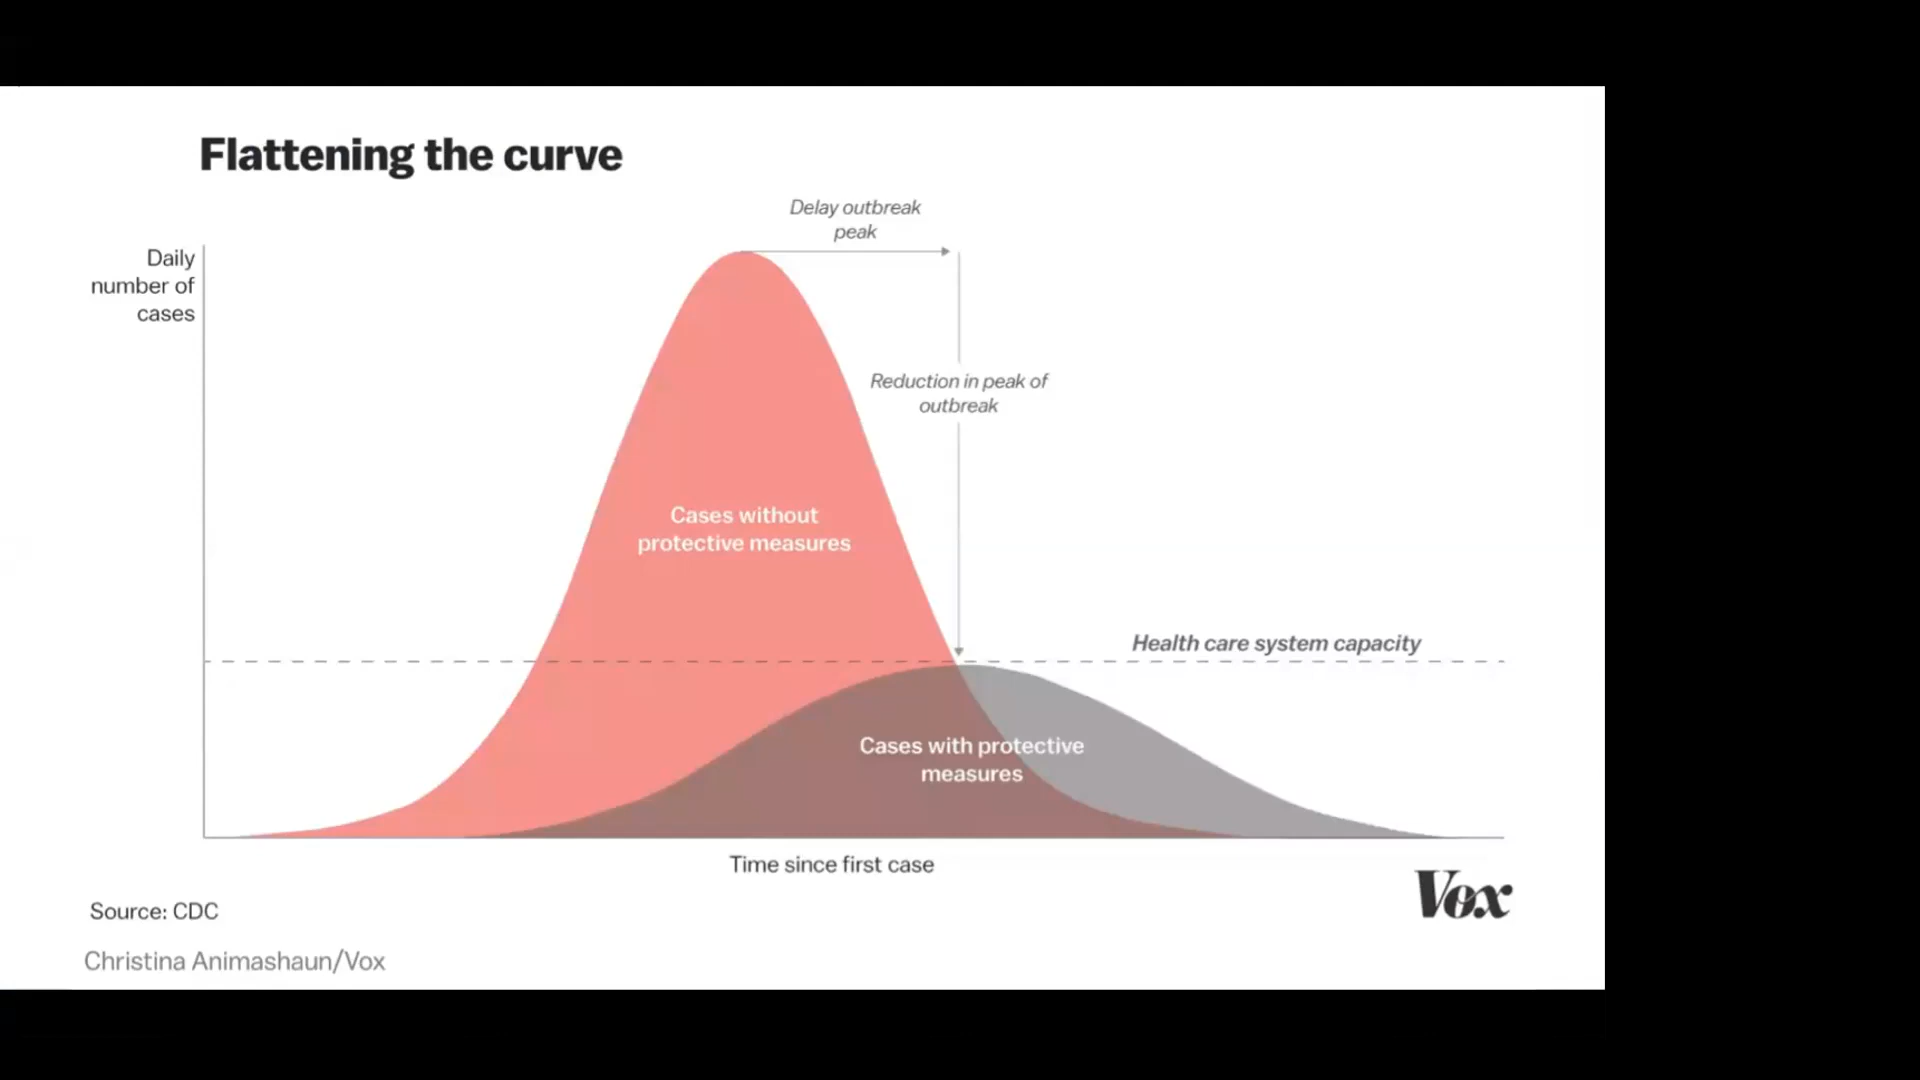 Flattening the curve
Delay outbreak
peak
Daily
number of
cases
Reduction in peak of
outbreak
Cases without
protective measures
Health care system capacity
Cases with protective
measures
Time since first case
Vox
Source: CDC
Christina Animashaun/Vox